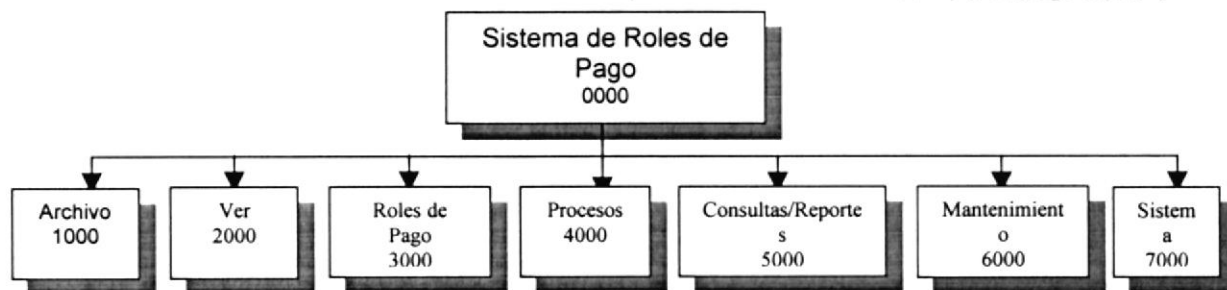 Sistema de Roles de
Pago
0000
Archivo
1000
Ver
2000
Roles de
Pago
3000
Procesos
4000
Consultas/Reporte
s
5000
Mantenimient
o
6000
Sistem
a
7000